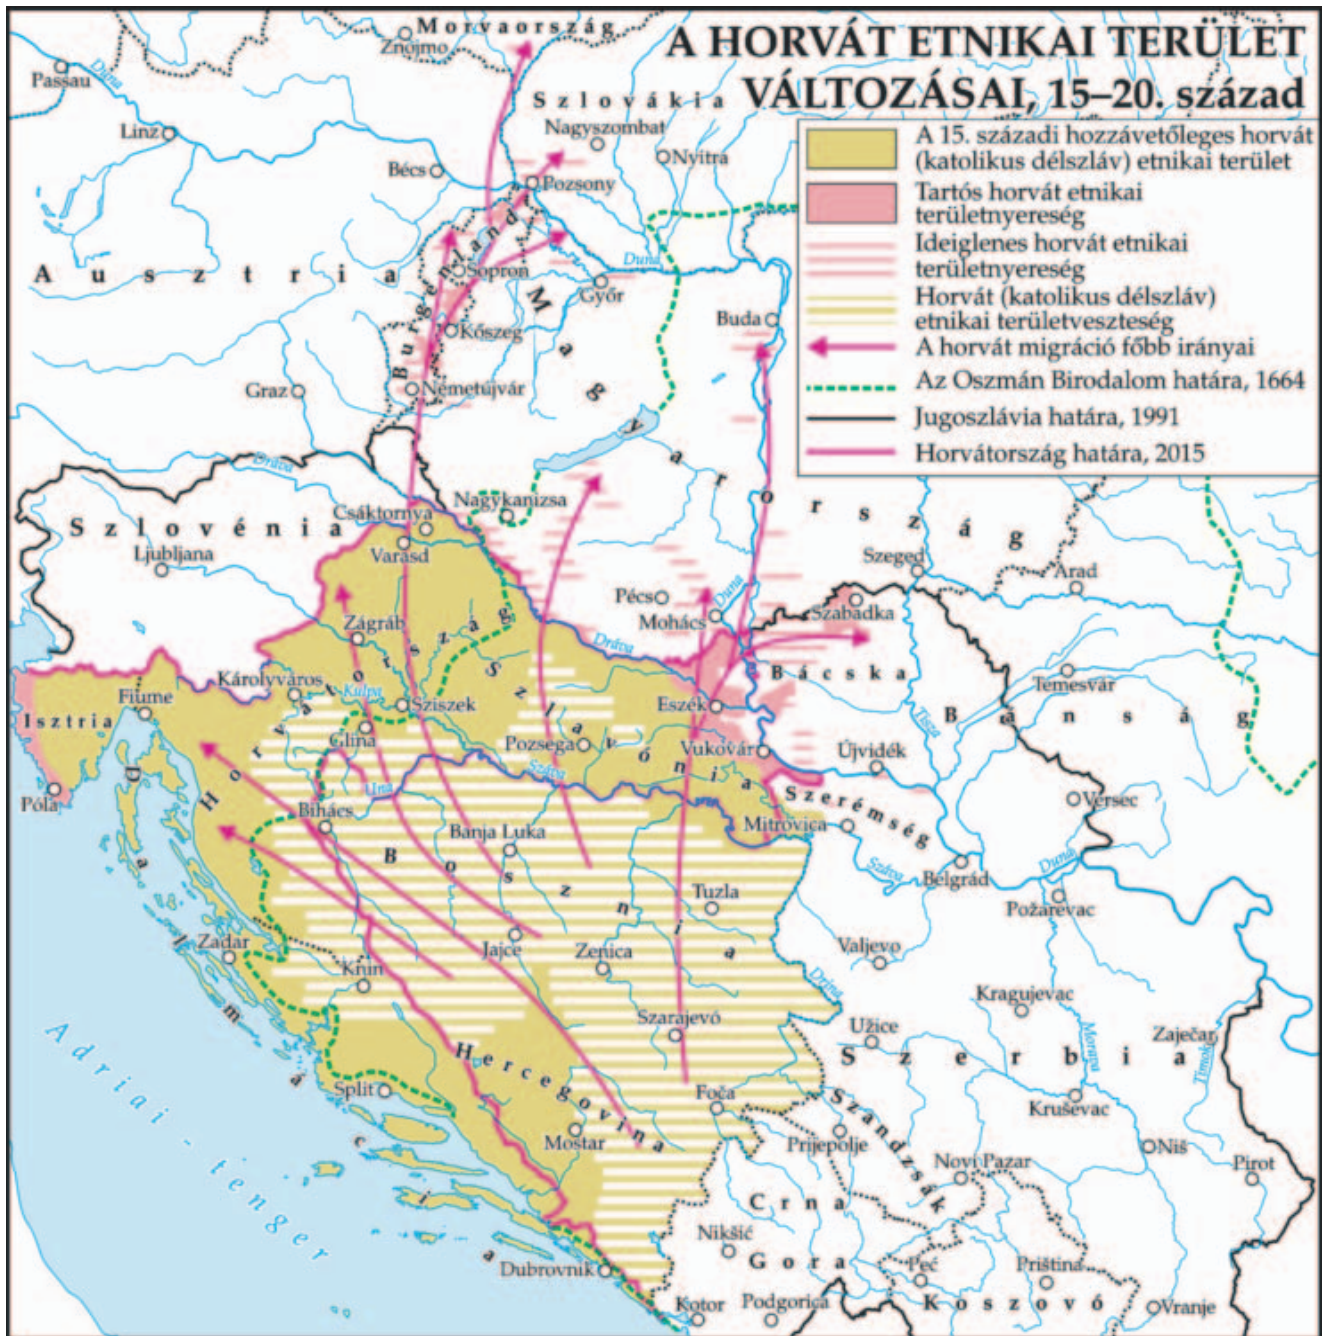 A HORVÁT ETNIKAI TERÜLET
VÁLTOZÁSAI, 15–20. század
A 15. századi hozzávetőleges horvát
(katolikus délszláv) etnikai terület
Tartós horvát etnikai
területnyereség
Ideiglenes horvát etnikai
területnyereség
Horvát (katolikus délszláv)
etnikai területveszteség
A horvát migráció főbb irányai
Az Oszmán Birodalom határa, 1664
Jugoszlávia határa, 1991
Horvátország határa, 2015
Morvaország
Znojmo
Passau
Duna
Linz
Szlovákia
Nagyszombat
Nyitra
Bécs
Pozsony
Ausztria
Burgenland
Sopron
Duna
Győr
Magyarország
Buda
Kőszeg
Graz
Németújvár
Dráva
Nagykanizsa
Csáktornya
Szlovénia
Varasd
Ljubljana
Szeged
Arad
Pécs
Duna
Mohács
Szabadka
Zágráb
Dráva
Bácska
Temesvár
Károlyváros
Kulpa
Fiume
Sziszek
Eszék
Tisza
Bánság
Isztria
Horvátország
Szlavónia
Glina
Pozsega
Vukovár
Újvidék
Száva
Una
Póla
Szerémség
Versec
Bihács
Banja Luka
Mitrovica
Bosznia
Száva
Belgrád
Duna
Tuzla
Požarevac
Dalmácia
Zadar
Jajce
Zenica
Valjevo
Knin
Drina
Kragujevac
Szarajevó
Užice
Morava
Zaječar
Timok
Szerbia
Adriai-tenger
Hercegovina
Split
Foča
Kruševac
Szandzsák
Mostar
Prijepolje
Niš
Novi Pazar
Pirot
Crna
Nikšić
Gora
Peć
Priština
Dubrovnik
Kotor
Podgorica
Koszovó
Vranje